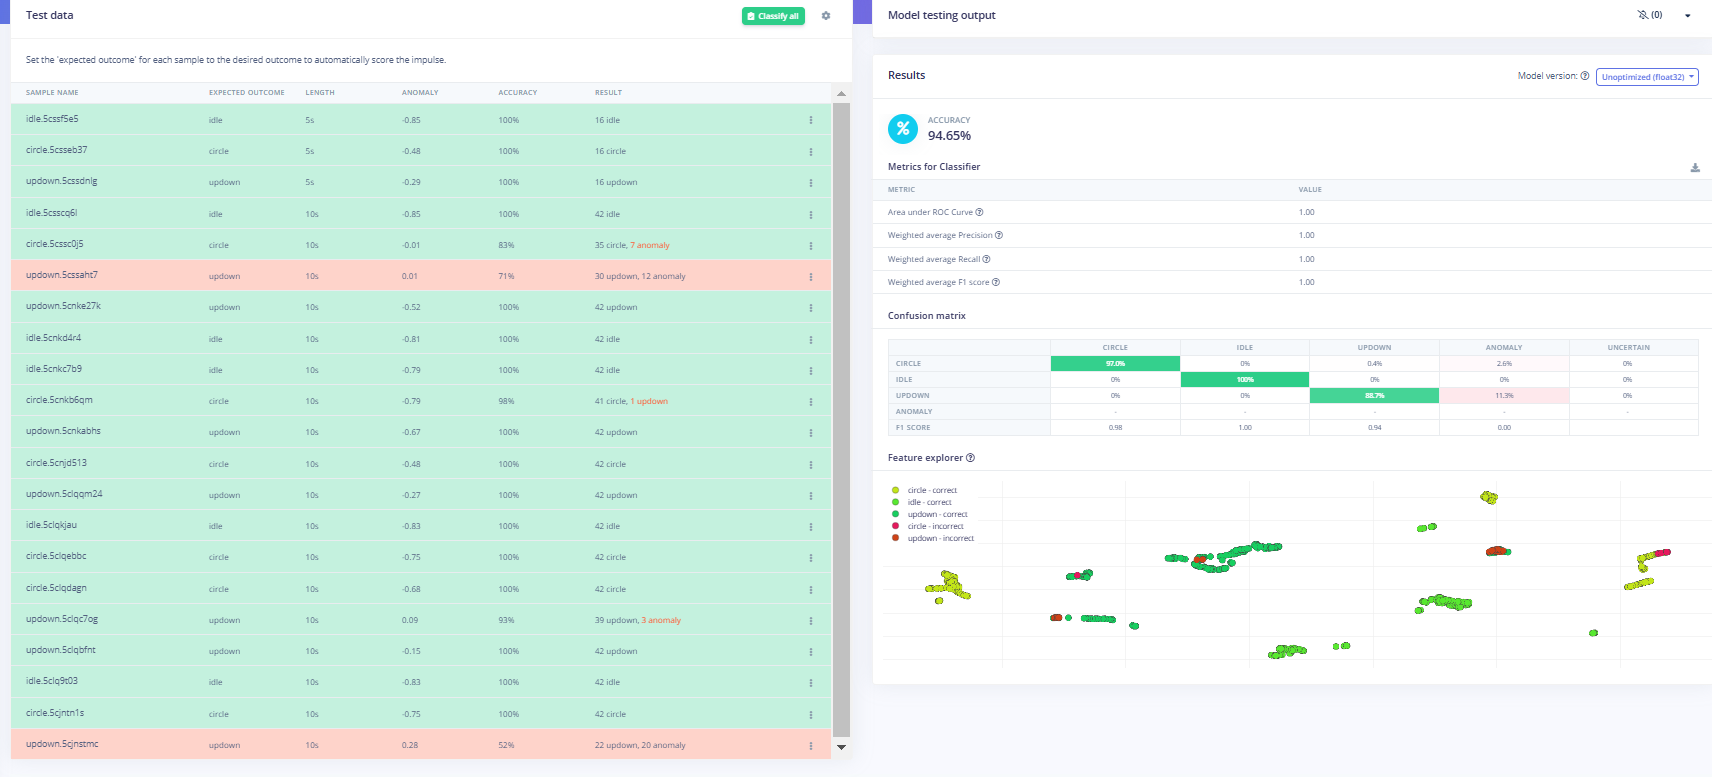 Test data
Classify all
Set the 'expected outcome' for each sample to the desired outcome to automatically score the impulse.
SAMPLE NAME EXPECTED OUTCOME LENGTH ANOMALY ACCURACY RESULT
idle.5cssf5e5 idle 5s -0.85 100% 16 idle
circle.5csseb37 circle 5s -0.48 100% 16 circle
updown.5cssdnlg updown 5s -0.29 100% 16 updown
idle.5csscq6l idle 10s -0.85 100% 42 idle
circle.5cssc0j5 circle 10s -0.01 83% 35 circle, 7 anomaly
updown.5cssaht7 updown 10s 0.01 71% 30 updown, 12 anomaly
updown.5cnke27k updown 10s -0.52 100% 42 updown
idle.5cnkd4r4 idle 10s -0.81 100% 42 idle
idle.5cnkc7b9 idle 10s -0.79 100% 42 idle
circle.5cnkb6qm circle 10s -0.79 98% 41 circle, 1 updown
updown.5cnkabhs updown 10s -0.67 100% 42 updown
circle.5cnjd513 circle 10s -0.48 100% 42 circle
updown.5clqqm24 updown 10s -0.27 100% 42 updown
idle.5clqkjau idle 10s -0.83 100% 42 idle
circle.5clqebbc circle 10s -0.75 100% 42 circle
circle.5clqdagn circle 10s -0.68 100% 42 circle
updown.5clqc7og updown 10s 0.09 93% 39 updown, 3 anomaly
updown.5clqbfnt updown 10s -0.15 100% 42 updown
idle.5clq9t03 idle 10s -0.83 100% 42 idle
circle.5cjntn1s circle 10s -0.75 100% 42 circle
updown.5cjnstmc updown 10s 0.28 52% 22 updown, 20 anomaly
Model testing output
(0)
Results
Model version: Unoptimized (float32)
%
ACCURACY
94.65%
Metrics for Classifier
METRIC VALUE
Area under ROC Curve 1.00
Weighted average Precision 1.00
Weighted average Recall 1.00
Weighted average F1 score 1.00
Confusion matrix
CIRCLE IDLE UPDOWN ANOMALY UNCERTAIN
CIRCLE 97.0% 0% 0.4% 2.6% 0%
IDLE 0% 100% 0% 0% 0%
UPDOWN 0% 0% 88.7% 11.3% 0%
ANOMALY - - - - -
F1 SCORE 0.98 1.00 0.94 0.00
Feature explorer
circle - correct
idle - correct
updown - correct
circle - incorrect
updown - incorrect